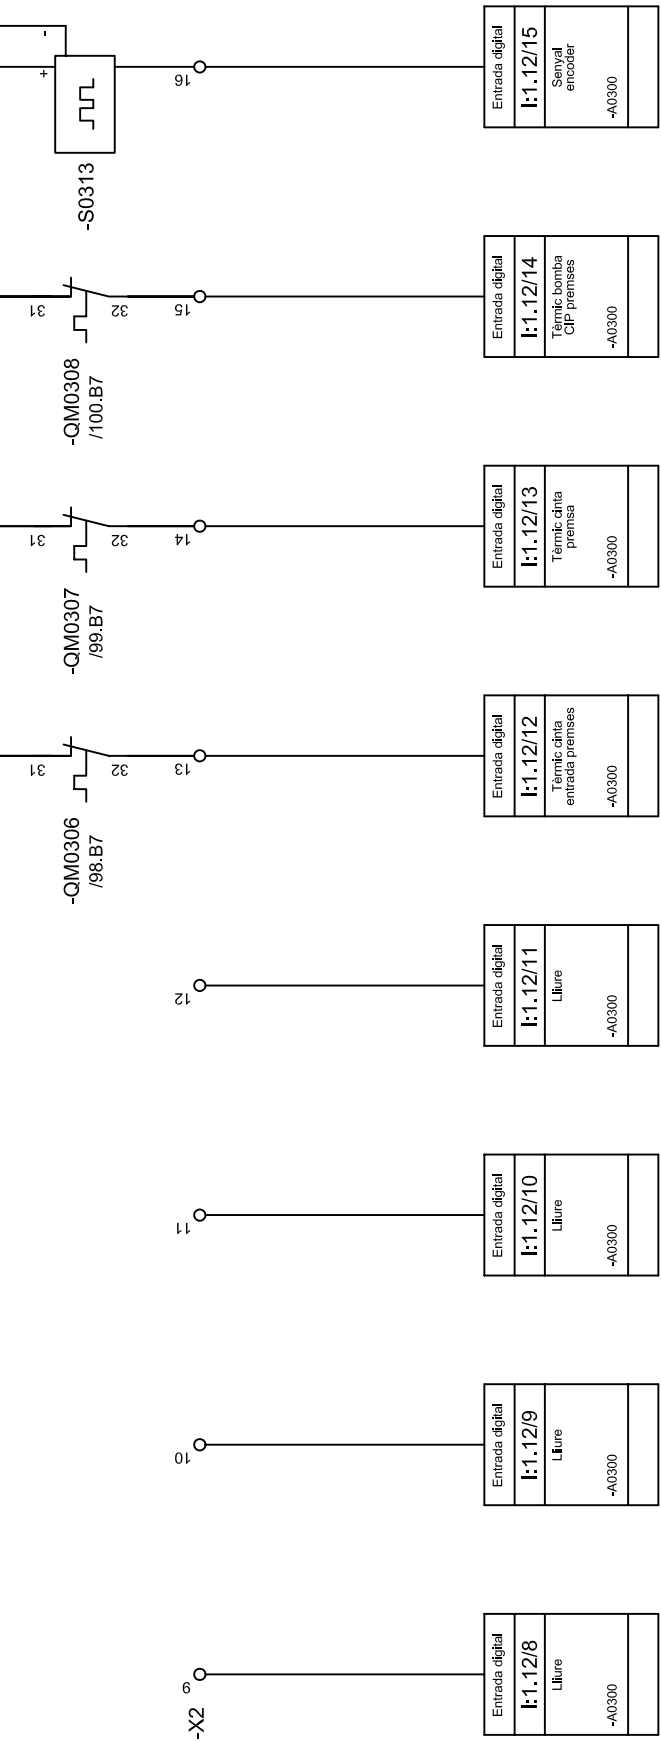 -
+
16
-S0313
Entrada digital
I:1.12/15
Senyal
encoder
-A0300
31
32
15
-QM0308
/100.B7
Entrada digital
I:1.12/14
Tèrmic bomba
CIP premses
-A0300
31
32
14
-QM0307
/99.B7
Entrada digital
I:1.12/13
Tèrmic cinta
premsa
-A0300
31
32
13
-QM0306
/98.B7
Entrada digital
I:1.12/12
Tèrmic cinta
entrada premses
-A0300
12
Entrada digital
I:1.12/11
Lliure
-A0300
11
Entrada digital
I:1.12/10
Lliure
-A0300
10
Entrada digital
I:1.12/9
Lliure
-A0300
9
-X2
Entrada digital
I:1.12/8
Lliure
-A0300